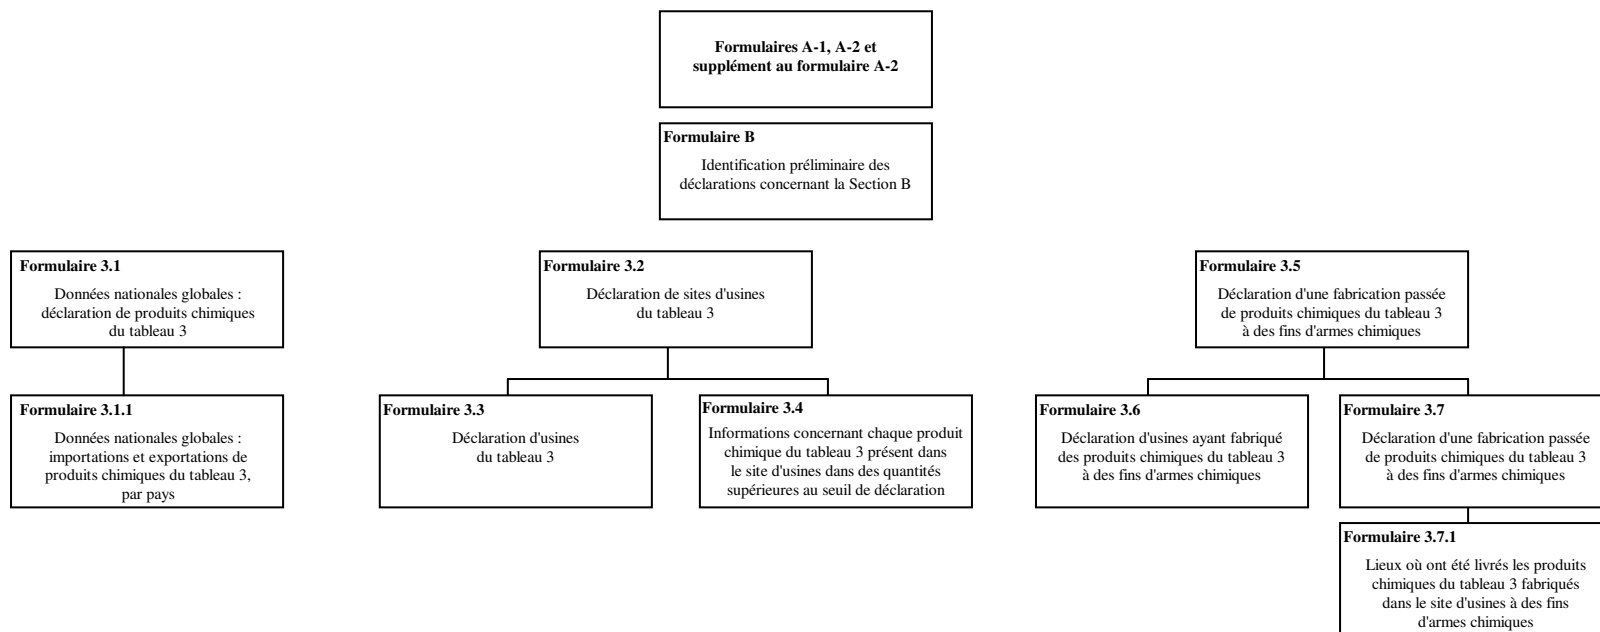 Formulaires A-1, A-2 et
supplément au formulaire A-2
Formulaire B
Identification préliminaire des
déclarations concernant la Section B
Formulaire 3.1
Données nationales globales :
déclaration de produits chimiques
du tableau 3
Formulaire 3.2
Déclaration de sites d'usines
du tableau 3
Formulaire 3.5
Déclaration d'une fabrication passée
de produits chimiques du tableau 3
à des fins d'armes chimiques
Formulaire 3.1.1
Données nationales globales :
importations et exportations de
produits chimiques du tableau 3,
par pays
Formulaire 3.3
Déclaration d'usines
du tableau 3
Formulaire 3.4
Informations concernant chaque produit
chimique du tableau 3 présent dans
le site d'usines dans des quantités
supérieures au seuil de déclaration
Formulaire 3.6
Déclaration d'usines ayant fabriqué
des produits chimiques du tableau 3
à des fins d'armes chimiques
Formulaire 3.7
Déclaration d'une fabrication passée
de produits chimiques du tableau 3
à des fins d'armes chimiques
Formulaire 3.7.1
Lieux où ont été livrés les produits
chimiques du tableau 3 fabriqués
dans le site d'usines à des fins
d'armes chimiques